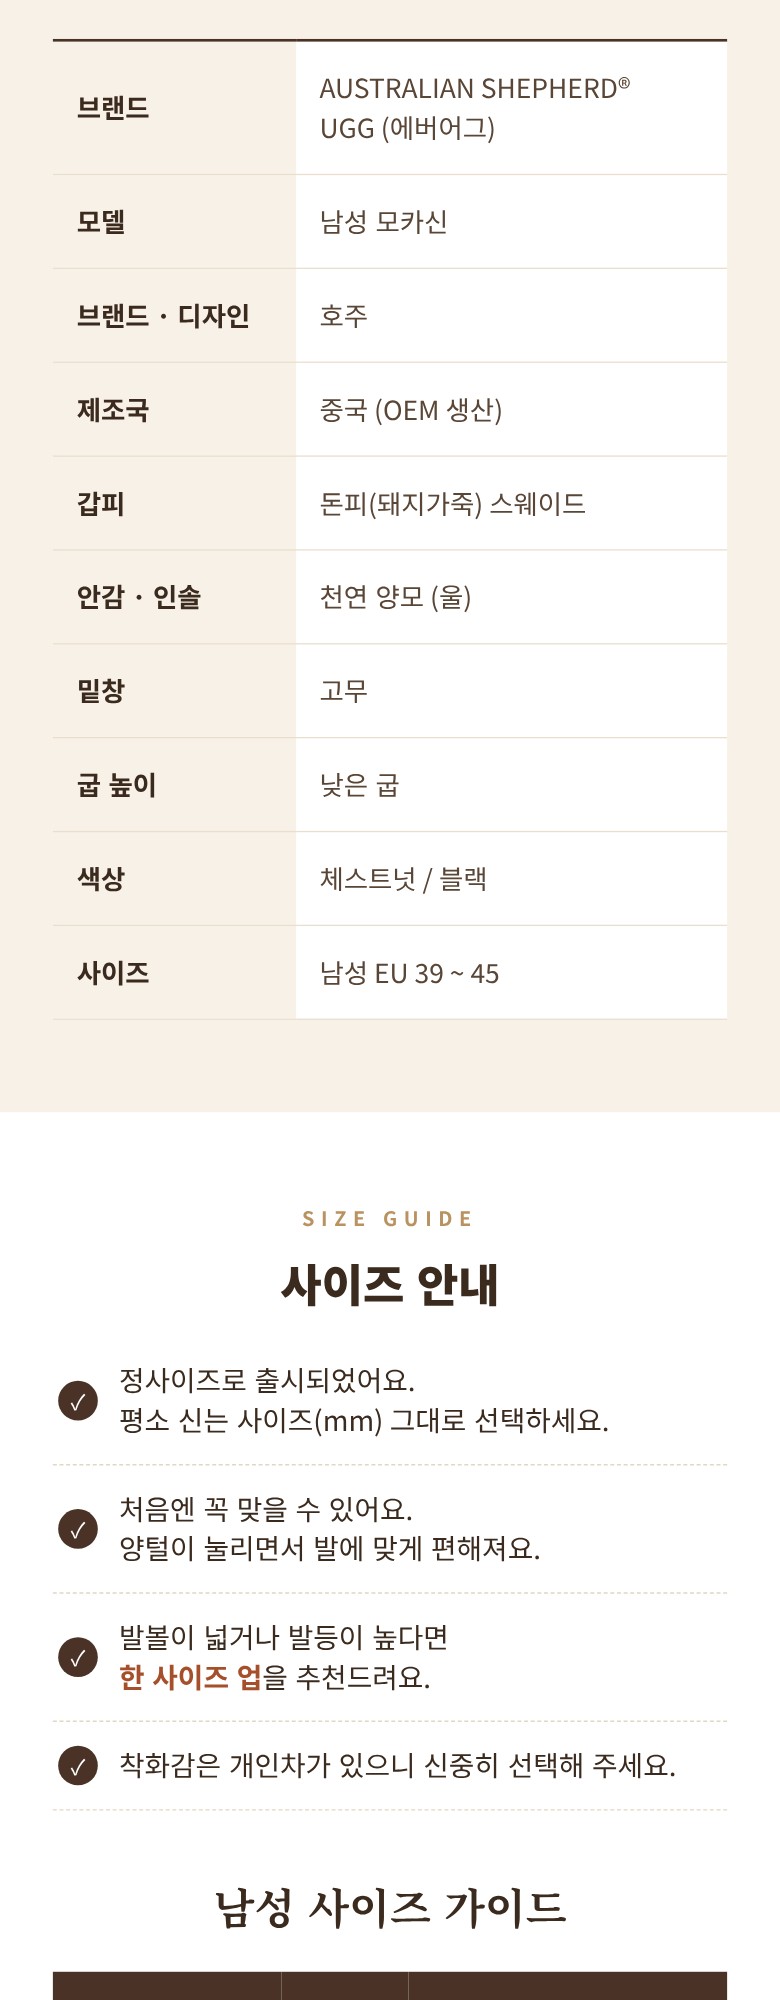 브랜드
AUSTRALIAN SHEPHERD®
UGG (에버어그)
모델
남성 모카신
브랜드 · 디자인
호주
제조국
중국 (OEM 생산)
갑피
돈피(돼지가죽) 스웨이드
안감 · 인솔
천연 양모 (울)
밑창
고무
굽 높이
낮은 굽
색상
체스트넛 / 블랙
사이즈
남성 EU 39 ~ 45
SIZE GUIDE
사이즈 안내
정사이즈로 출시되었어요.
평소 신는 사이즈(mm) 그대로 선택하세요.
처음엔 꼭 맞을 수 있어요.
양털이 눌리면서 발에 맞게 편해져요.
발볼이 넓거나 발등이 높다면
한 사이즈 업을 추천드려요.
착화감은 개인차가 있으니 신중히 선택해 주세요.
남성 사이즈 가이드